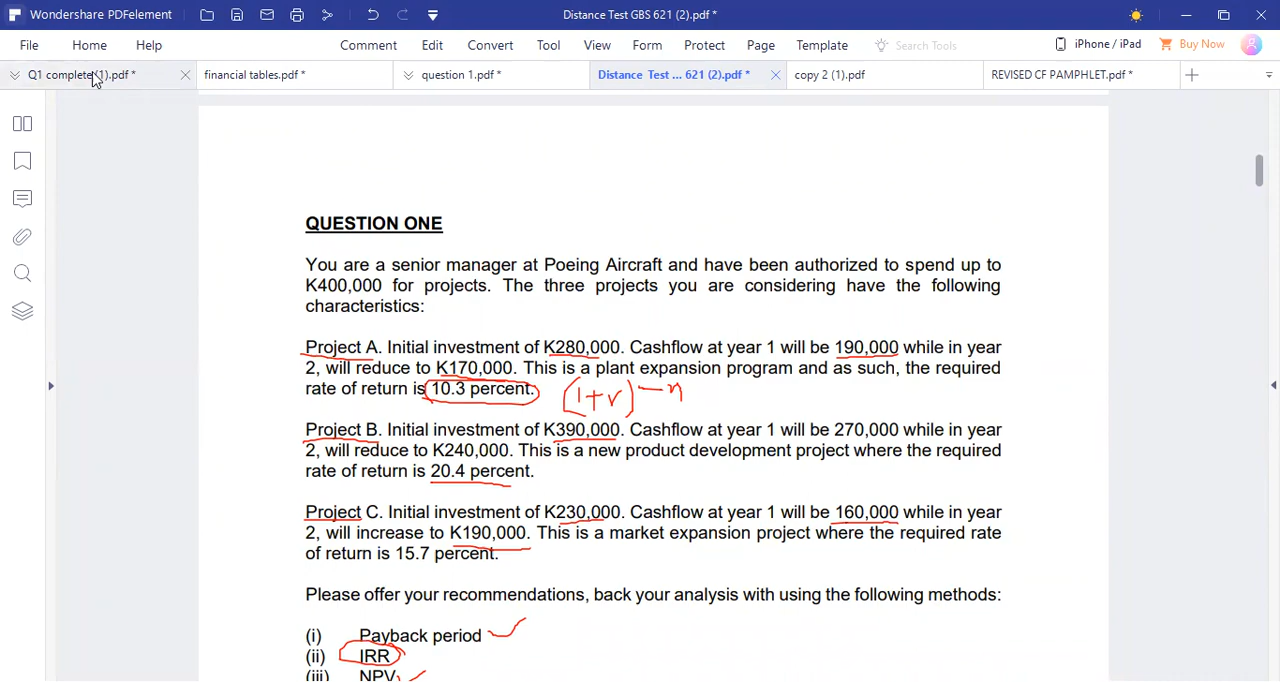 Wondershare PDFelement
Distance Test GBS 621 (2).pdf *
File Home Help Comment Edit Convert Tool View Form Protect Page Template Search Tools iPhone / iPad Buy Now
Q1 complete (1).pdf * financial tables.pdf * question 1.pdf * Distance Test ... 621 (2).pdf * copy 2 (1).pdf REVISED CF PAMPHLET.pdf *
QUESTION ONE
You are a senior manager at Poeing Aircraft and have been authorized to spend up to
K400,000 for projects. The three projects you are considering have the following
characteristics:
Project A. Initial investment of K280,000. Cashflow at year 1 will be 190,000 while in year
2, will reduce to K170,000. This is a plant expansion program and as such, the required
rate of return is 10.3 percent. (1+r)^-n
Project B. Initial investment of K390,000. Cashflow at year 1 will be 270,000 while in year
2, will reduce to K240,000. This is a new product development project where the required
rate of return is 20.4 percent.
Project C. Initial investment of K230,000. Cashflow at year 1 will be 160,000 while in year
2, will increase to K190,000. This is a market expansion project where the required rate
of return is 15.7 percent.
Please offer your recommendations, back your analysis with using the following methods:
(i) Payback period
(ii) IRR
(iii) NPV